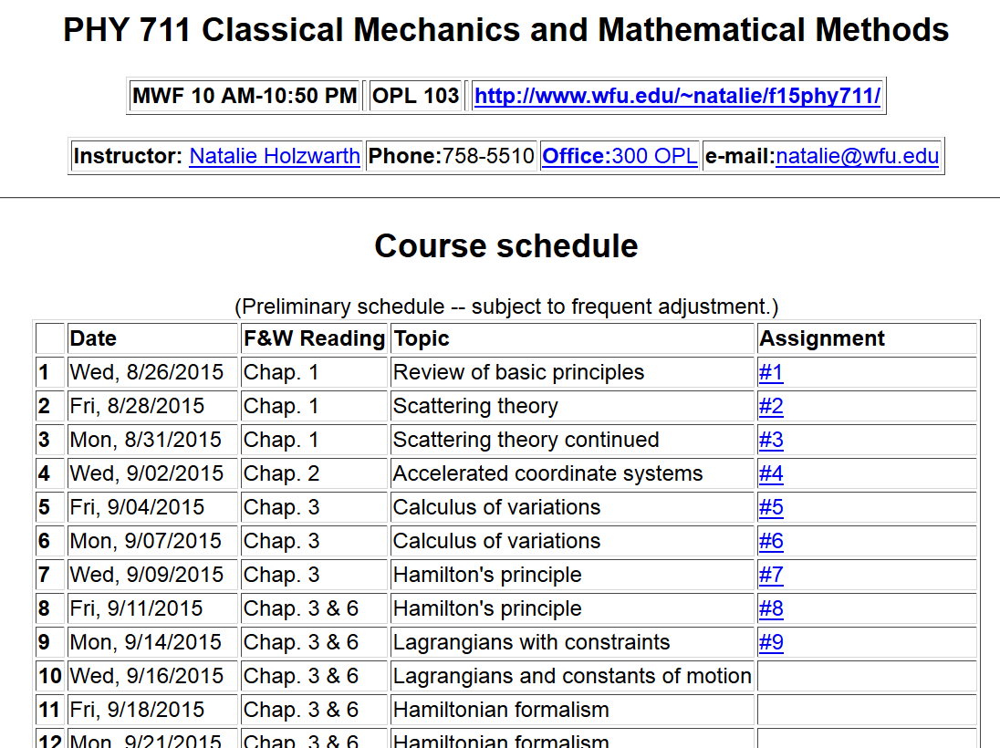 PHY 711 Classical Mechanics and Mathematical Methods
MWF 10 AM-10:50 PM OPL 103 http://www.wfu.edu/~natalie/f15phy711/
Instructor: Natalie Holzwarth Phone:758-5510 Office:300 OPL e-mail:natalie@wfu.edu
Course schedule
(Preliminary schedule -- subject to frequent adjustment.)
Date F&W Reading Topic Assignment
1 Wed, 8/26/2015 Chap. 1 Review of basic principles #1
2 Fri, 8/28/2015 Chap. 1 Scattering theory #2
3 Mon, 8/31/2015 Chap. 1 Scattering theory continued #3
4 Wed, 9/02/2015 Chap. 2 Accelerated coordinate systems #4
5 Fri, 9/04/2015 Chap. 3 Calculus of variations #5
6 Mon, 9/07/2015 Chap. 3 Calculus of variations #6
7 Wed, 9/09/2015 Chap. 3 Hamilton's principle #7
8 Fri, 9/11/2015 Chap. 3 & 6 Hamilton's principle #8
9 Mon, 9/14/2015 Chap. 3 & 6 Lagrangians with constraints #9
10 Wed, 9/16/2015 Chap. 3 & 6 Lagrangians and constants of motion
11 Fri, 9/18/2015 Chap. 3 & 6 Hamiltonian formalism
12 Mon, 9/21/2015 Chap. 3 & 6 Hamiltonian formalism